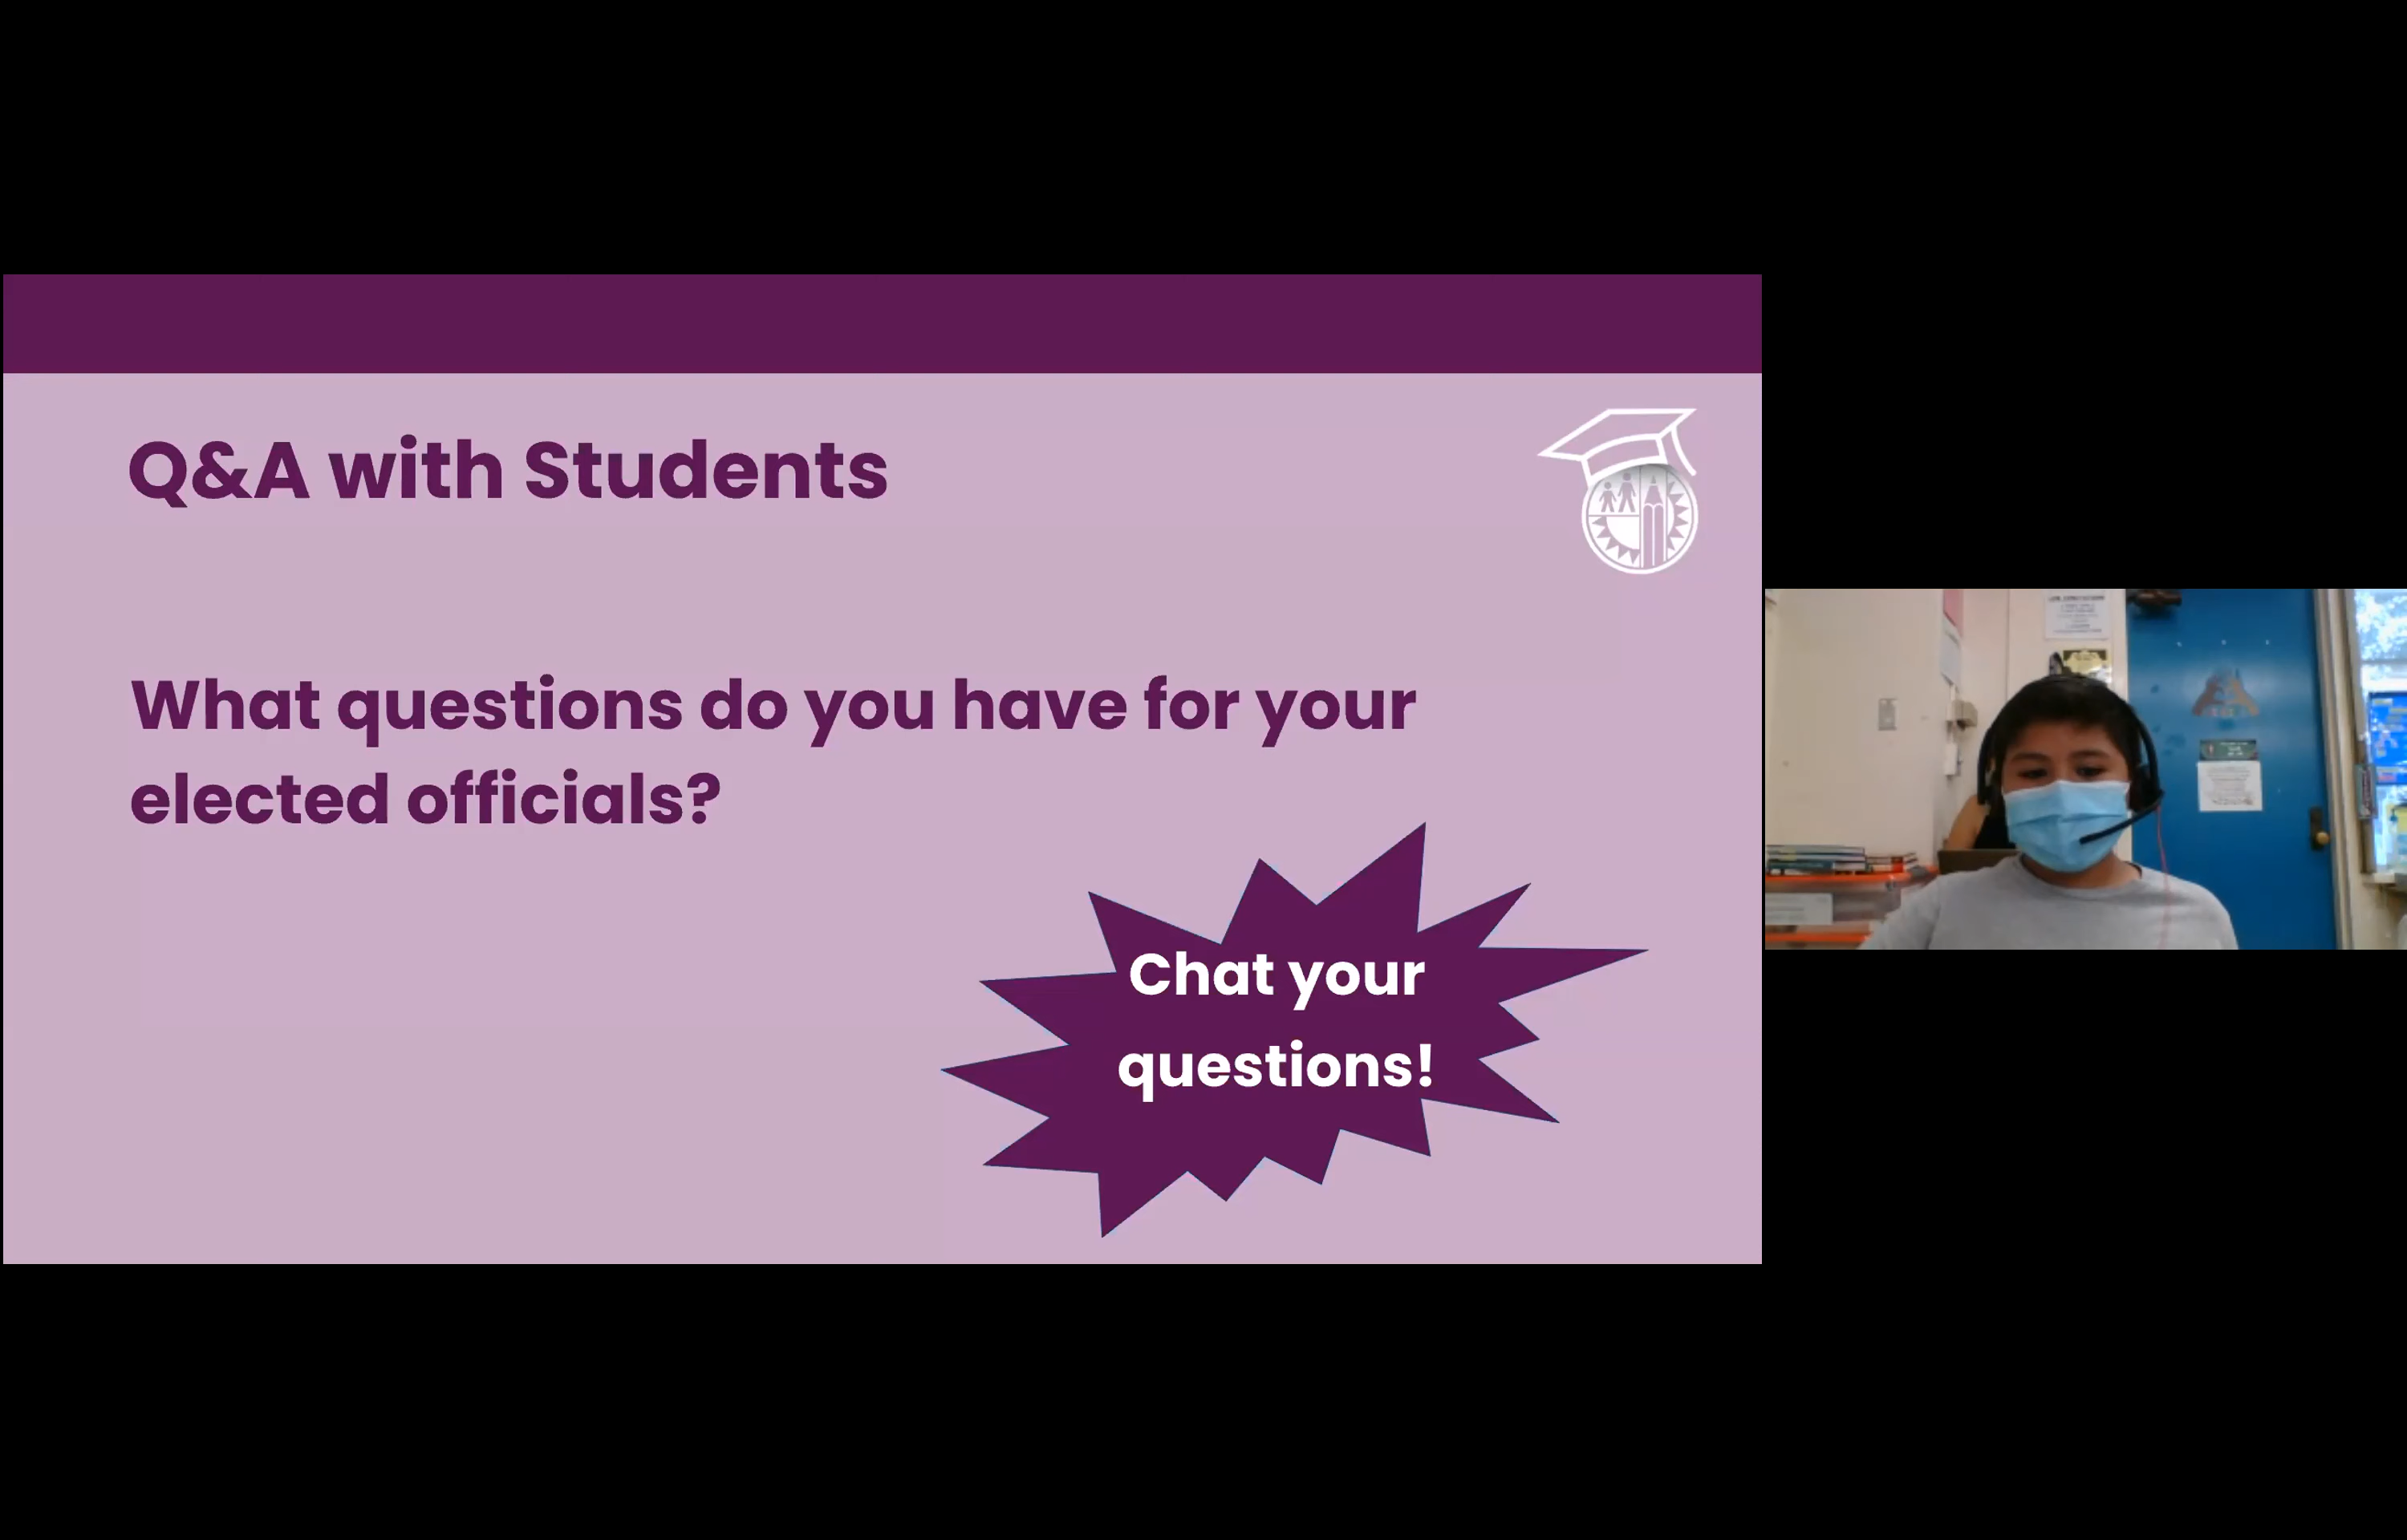 Q&A with Students
What questions do you have for your
elected officials?
Chat your
questions!